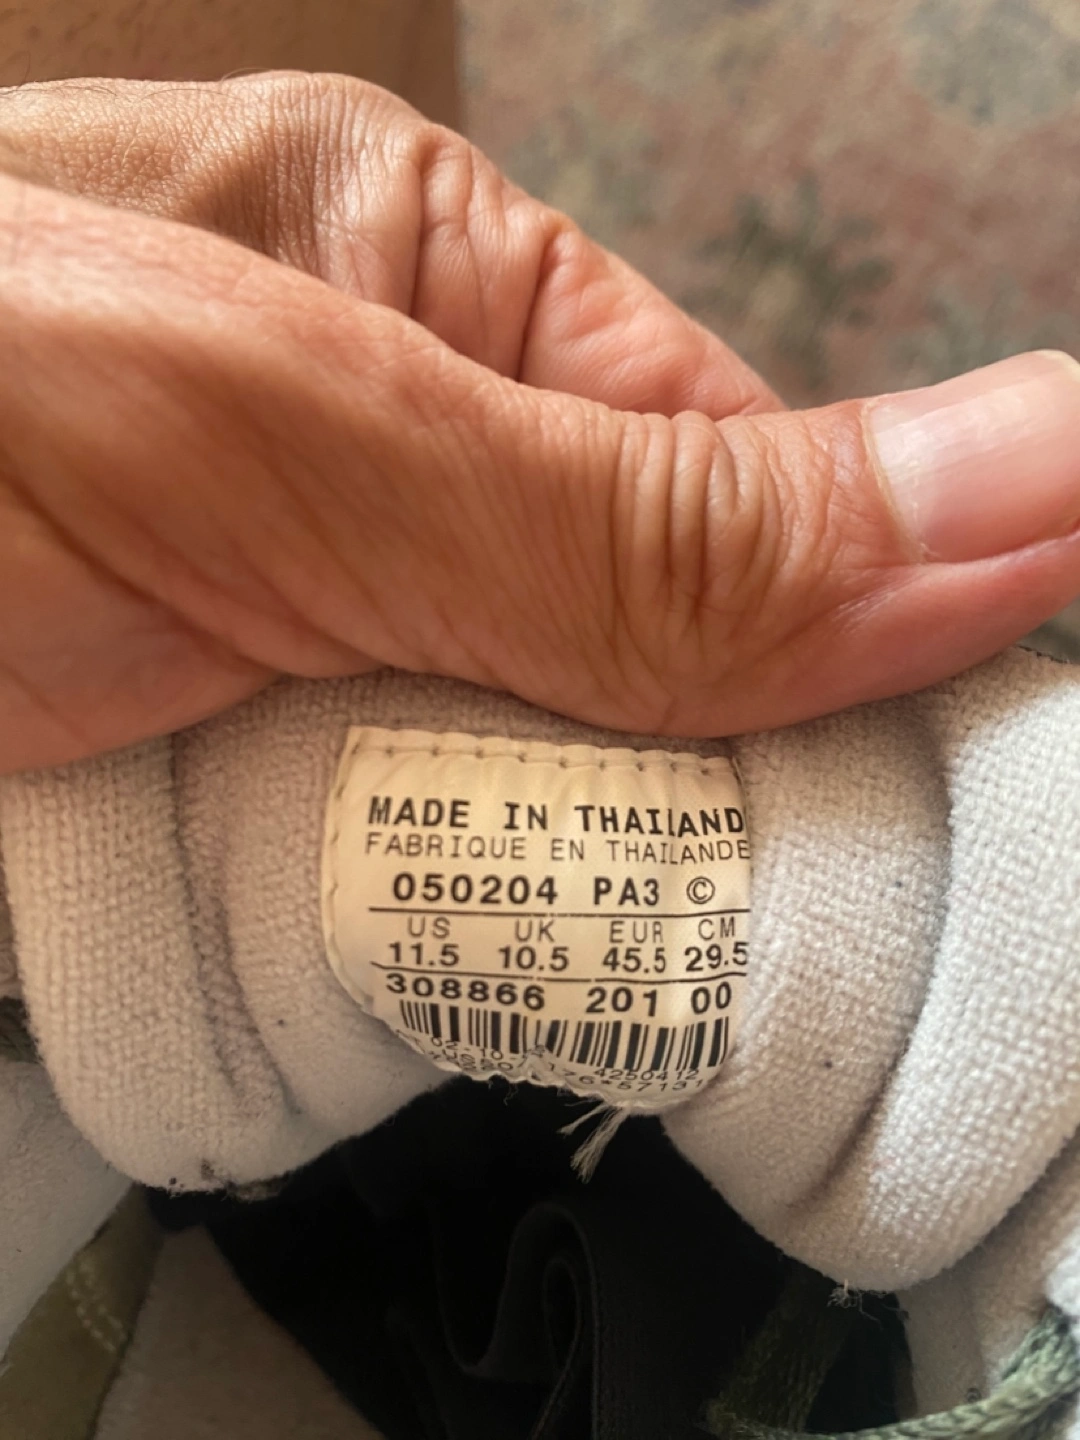 MADE IN THAILAND
FABRIQUE EN THAILANDE
050204 PA3 ©
US UK EUR CM
11.5 10.5 45.5 29.5
308866 201 00